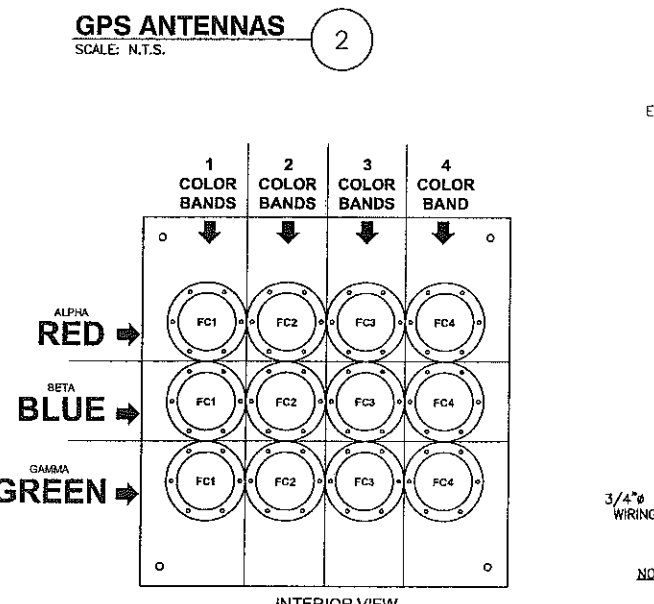 GPS ANTENNAS
SCALE: N.T.S.
2
E
1 2 3 4
COLOR COLOR COLOR COLOR
BANDS BANDS BANDS BAND
ALPHA
RED
FC1 FC2 FC3 FC4
BETA
BLUE
FC1 FC2 FC3 FC4
GAMMA
GREEN
FC1 FC2 FC3 FC4
3/4"ø
WIRING
NO
INTERIOR VIEW